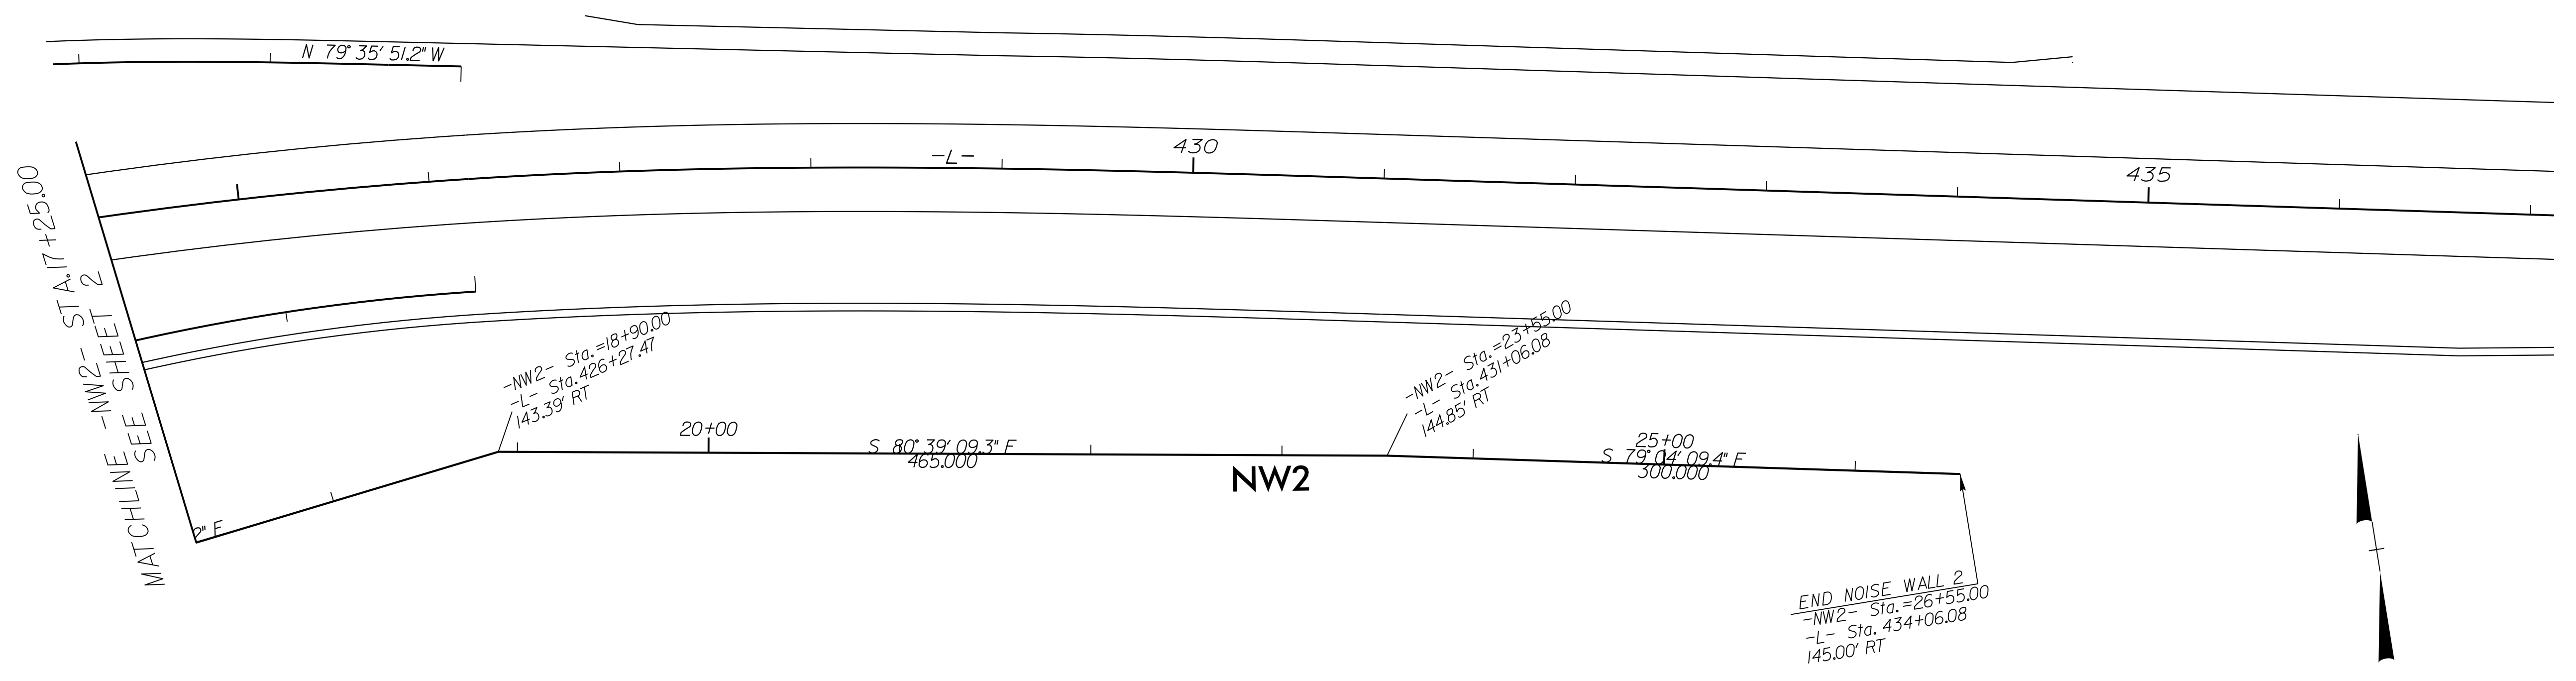 N 79° 35' 51.2" W
-L-
430
435
MATCHLINE -NW2- STA.17+25.00
SEE SHEET 2
-NW2- Sta.=18+90.00
-L- Sta.426+27.47
143.39' RT
-NW2- Sta.=23+55.00
-L- Sta.431+06.08
144.85' RT
20+00
S 80° 39' 09.3" E
465.000
25+00
S 79° 04' 09.4" E
300.000
NW2
2" E
END NOISE WALL 2
-NW2- Sta.=26+55.00
-L- Sta. 434+06.08
145.00' RT